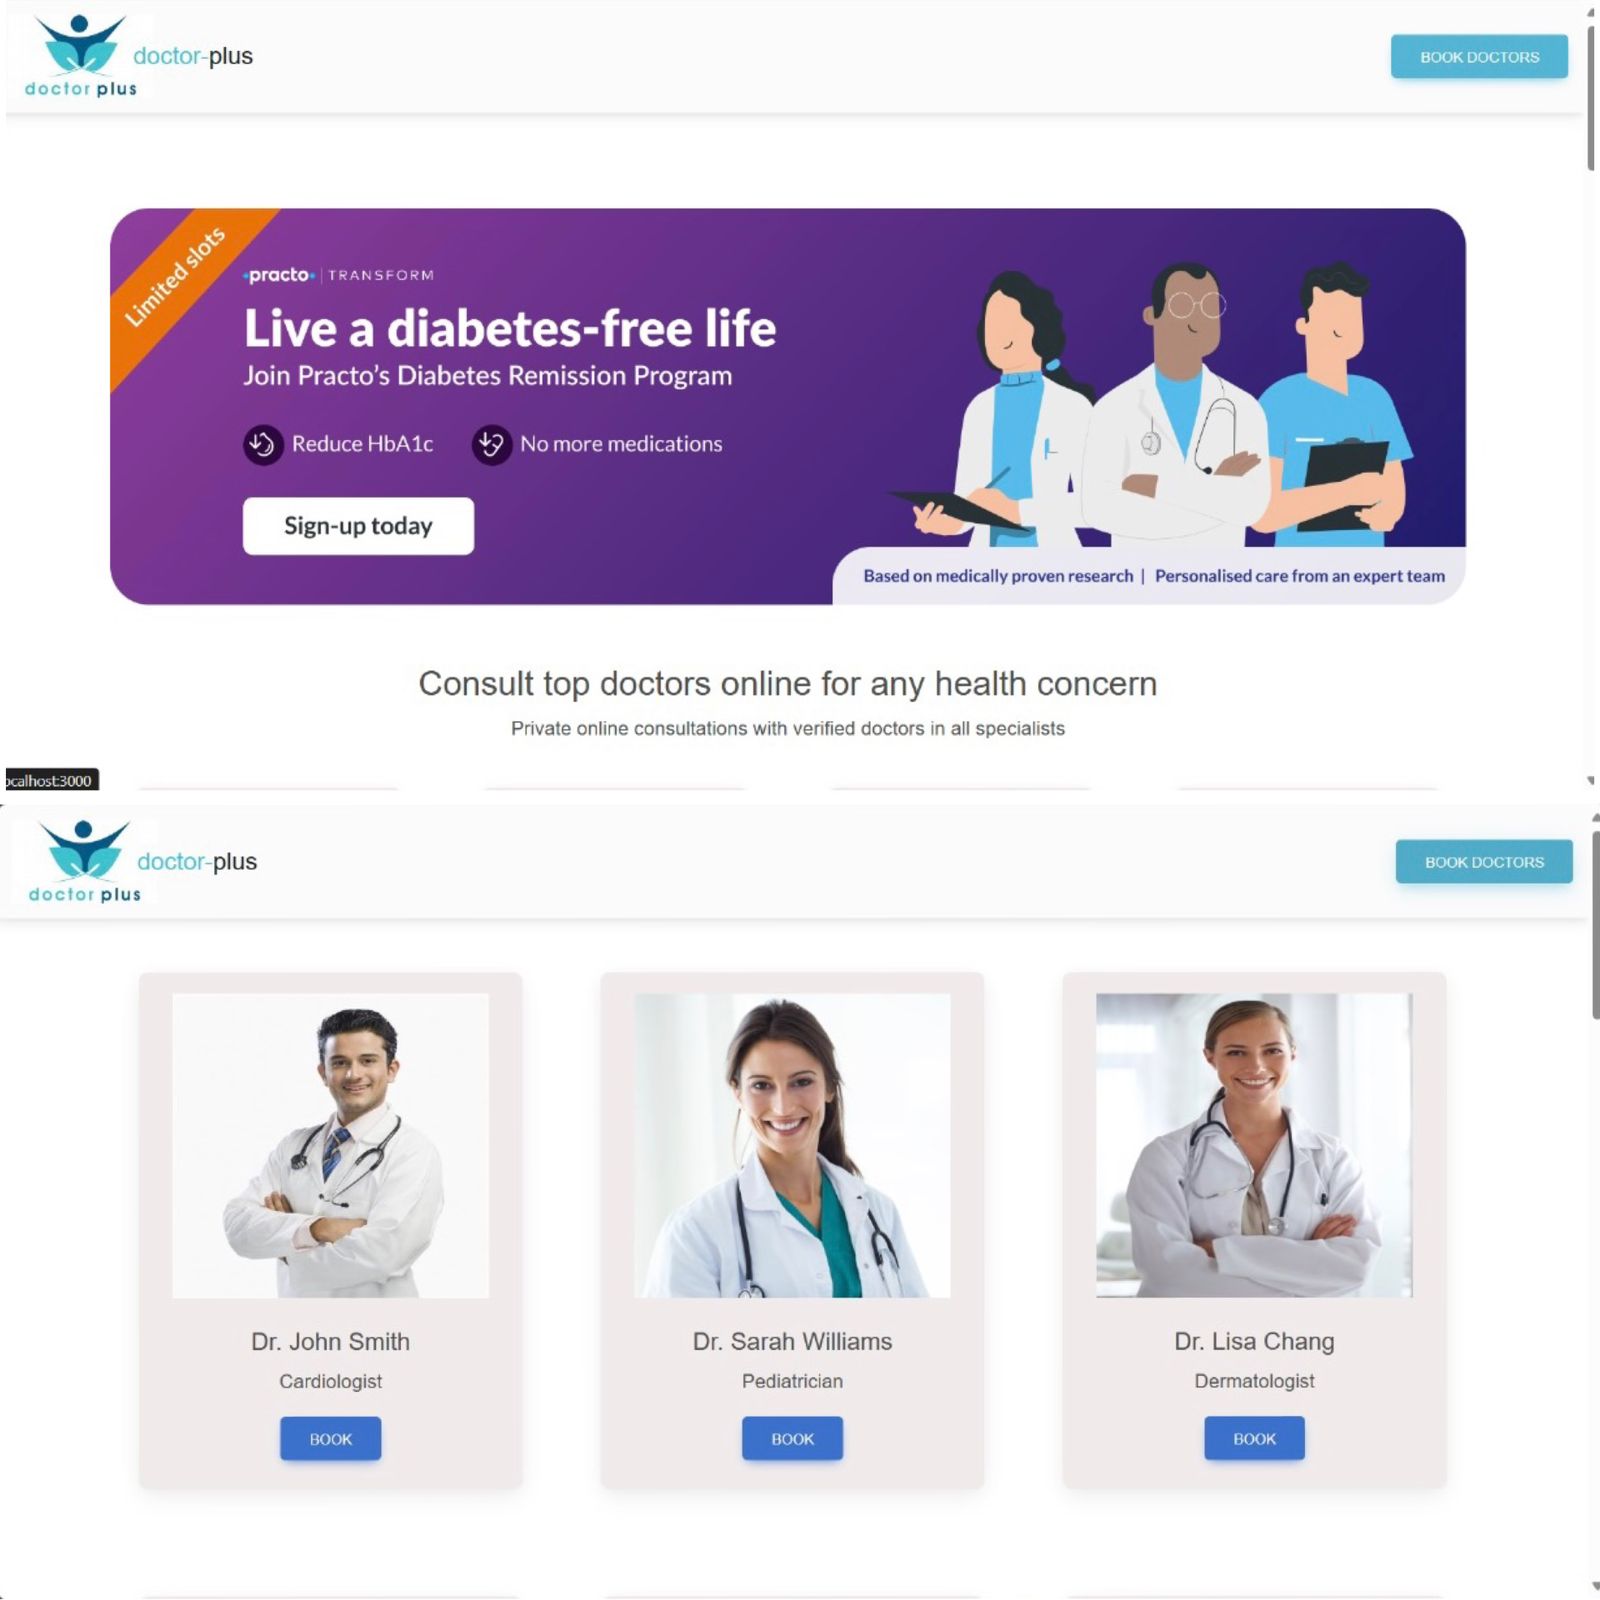 doctor plus
doctor-plus
BOOK DOCTORS
Limited slots
practo | TRANSFORM
Live a diabetes-free life
Join Practo's Diabetes Remission Program
Reduce HbA1c
No more medications
Sign-up today
Based on medically proven research | Personalised care from an expert team
Consult top doctors online for any health concern
Private online consultations with verified doctors in all specialists
ocalhost:3000
doctor plus
doctor-plus
BOOK DOCTORS
Dr. John Smith
Cardiologist
BOOK
Dr. Sarah Williams
Pediatrician
BOOK
Dr. Lisa Chang
Dermatologist
BOOK